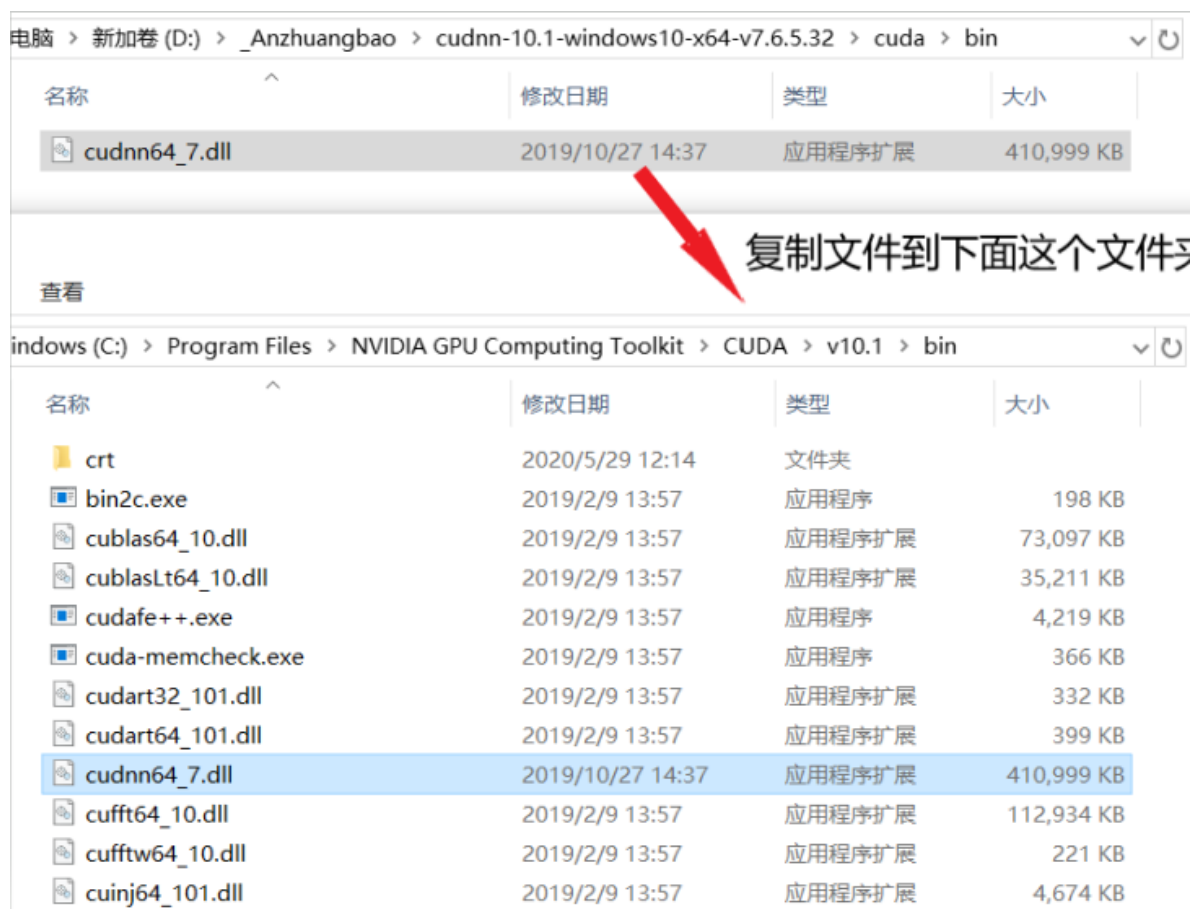 电脑 > 新加卷 (D:) > _Anzhuangbao > cudnn-10.1-windows10-x64-v7.6.5.32 > cuda > bin
名称 修改日期 类型 大小
cudnn64_7.dll 2019/10/27 14:37 应用程序扩展 410,999 KB
复制文件到下面这个文件
查看
indows (C:) > Program Files > NVIDIA GPU Computing Toolkit > CUDA > v10.1 > bin
名称 修改日期 类型 大小
crt 2020/5/29 12:14 文件夹
bin2c.exe 2019/2/9 13:57 应用程序 198 KB
cublas64_10.dll 2019/2/9 13:57 应用程序扩展 73,097 KB
cublasLt64_10.dll 2019/2/9 13:57 应用程序扩展 35,211 KB
cudafe++.exe 2019/2/9 13:57 应用程序 4,219 KB
cuda-memcheck.exe 2019/2/9 13:57 应用程序 366 KB
cudart32_101.dll 2019/2/9 13:57 应用程序扩展 332 KB
cudart64_101.dll 2019/2/9 13:57 应用程序扩展 399 KB
cudnn64_7.dll 2019/10/27 14:37 应用程序扩展 410,999 KB
cufft64_10.dll 2019/2/9 13:57 应用程序扩展 112,934 KB
cufftw64_10.dll 2019/2/9 13:57 应用程序扩展 221 KB
cuinj64_101.dll 2019/2/9 13:57 应用程序扩展 4,674 KB